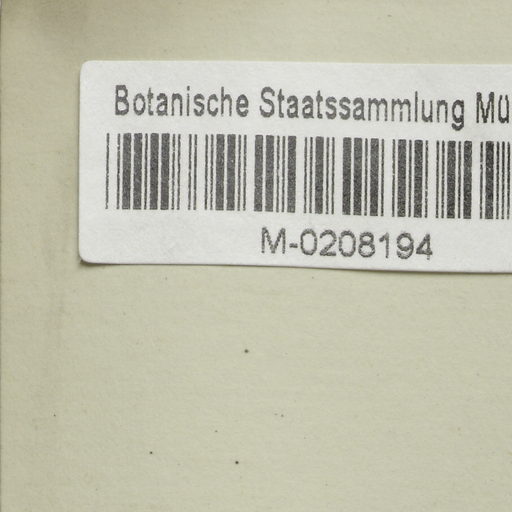 Botanische Staatssammlung Mü
M-0208194